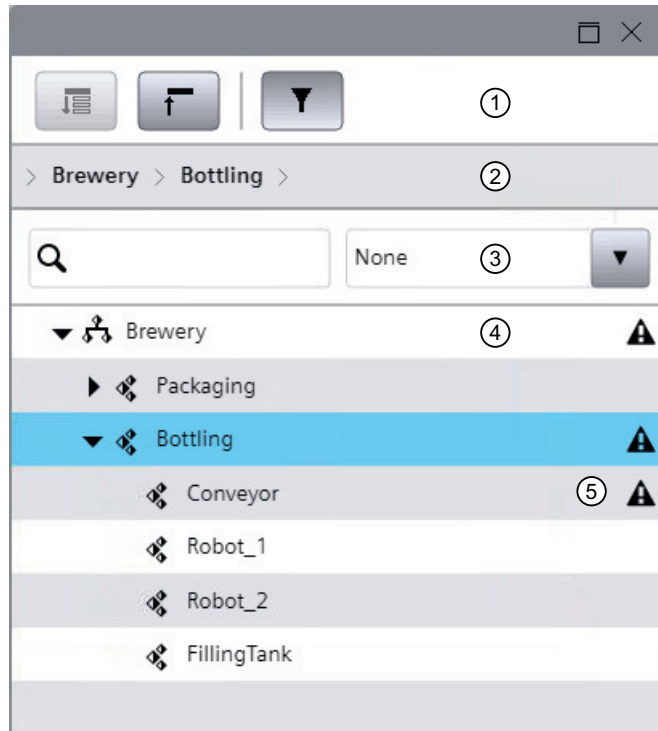 ①
> Brewery > Bottling > ②
None ③
Brewery ④
Packaging
Bottling
Conveyor ⑤
Robot_1
Robot_2
FillingTank